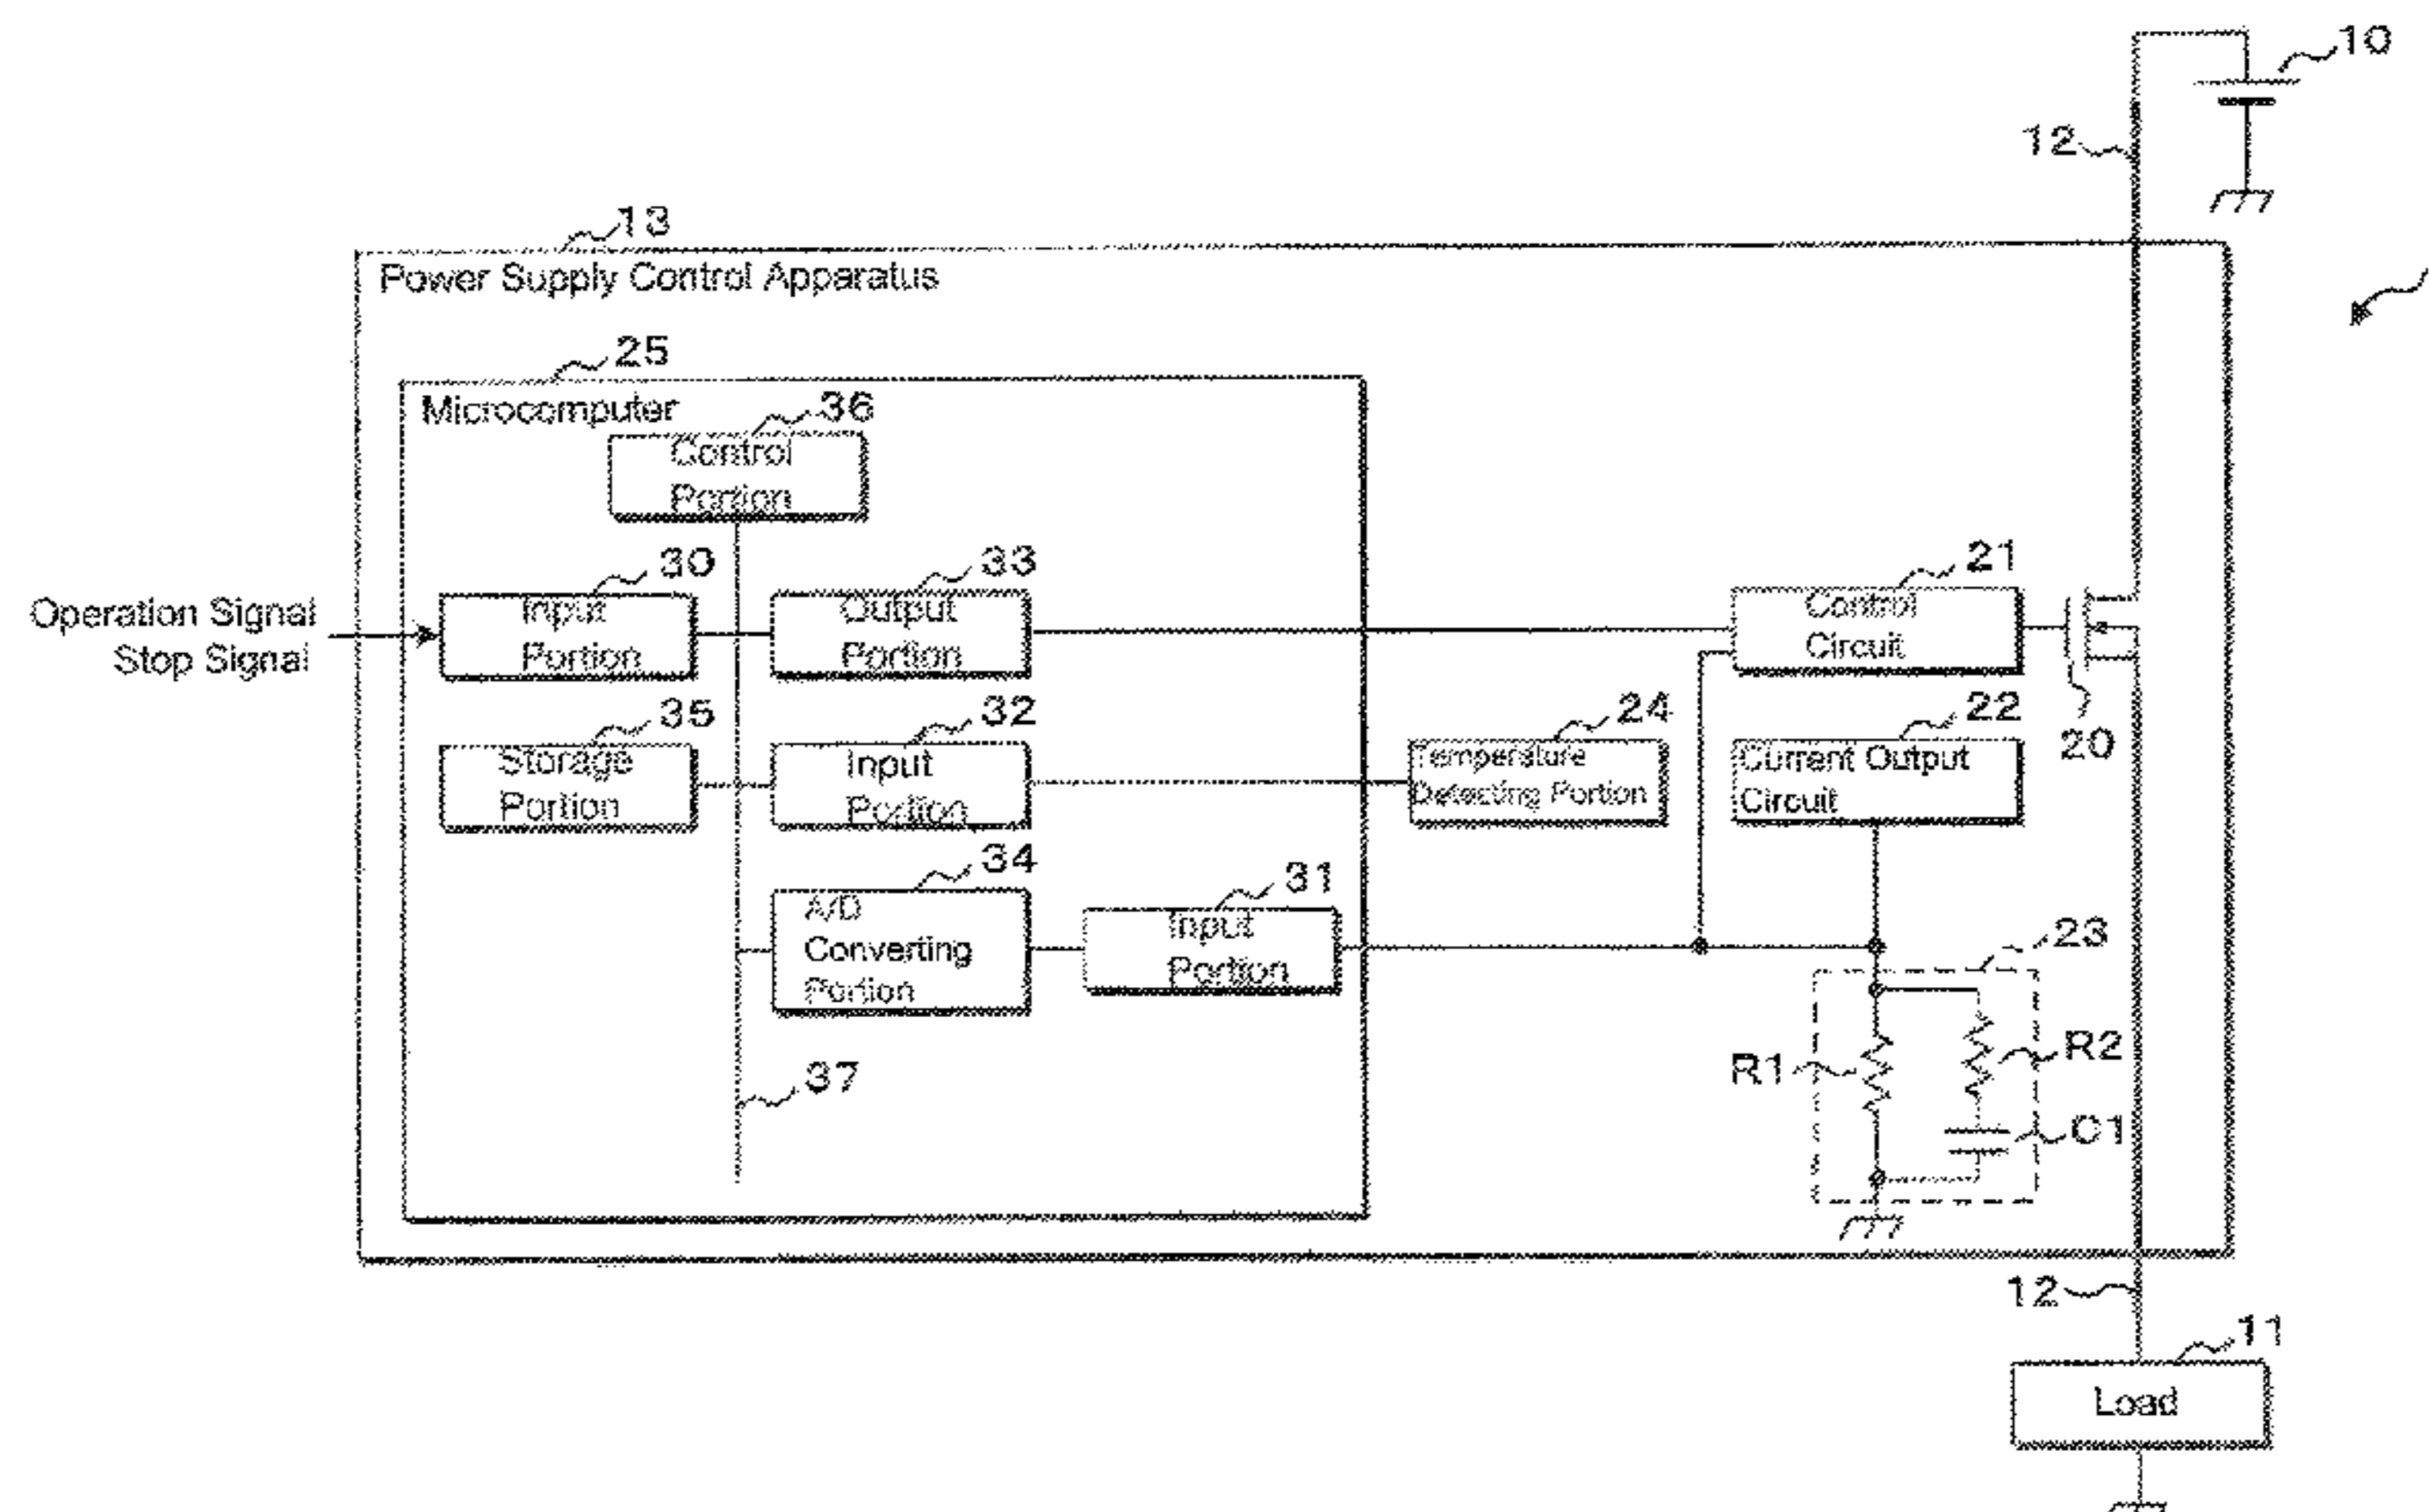 10
12
13
Power Supply Control Apparatus
25
Microcomputer
36
Control
Portion
30
Input
Portion
33
Output
Portion
21
Control
Circuit
Operation Signal
Stop Signal
20
35
Storage
Portion
32
Input
Portion
24
Temperature
Detecting Portion
22
Current Output
Circuit
34
A/D
Converting
Portion
31
Input
Portion
23
R1
R2
C1
37
12
11
Load